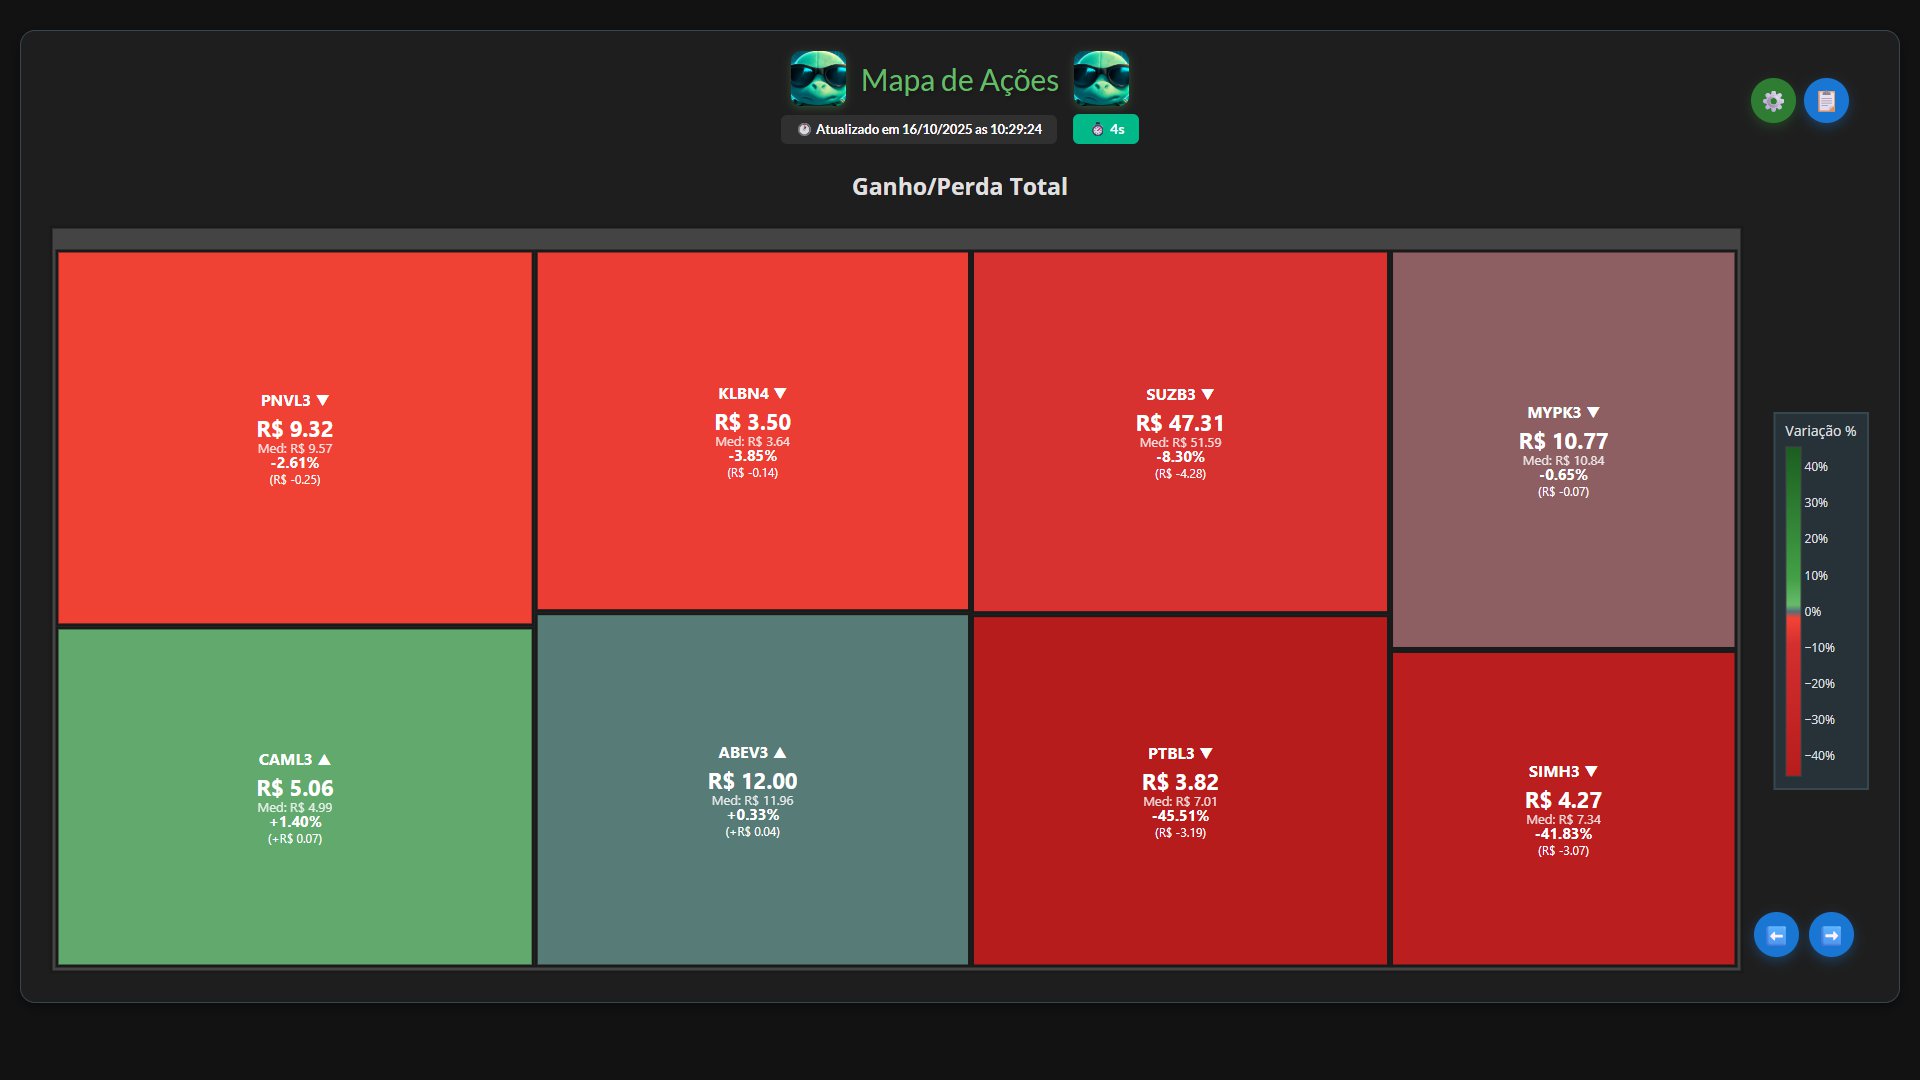 Mapa de Ações
Atualizado em 16/10/2025 as 10:29:24
4s
Ganho/Perda Total
PNVL3 ▼
R$ 9.32
Med: R$ 9.57
-2.61%
(R$ -0.25)
KLBN4 ▼
R$ 3.50
Med: R$ 3.64
-3.85%
(R$ -0.14)
SUZB3 ▼
R$ 47.31
Med: R$ 51.59
-8.30%
(R$ -4.28)
MYPK3 ▼
R$ 10.77
Med: R$ 10.84
-0.65%
(R$ -0.07)
CAML3 ▲
R$ 5.06
Med: R$ 4.99
+1.40%
(+R$ 0.07)
ABEV3 ▲
R$ 12.00
Med: R$ 11.96
+0.33%
(+R$ 0.04)
PTBL3 ▼
R$ 3.82
Med: R$ 7.01
-45.51%
(R$ -3.19)
SIMH3 ▼
R$ 4.27
Med: R$ 7.34
-41.83%
(R$ -3.07)
Variação %
40%
30%
20%
10%
0%
−10%
−20%
−30%
−40%